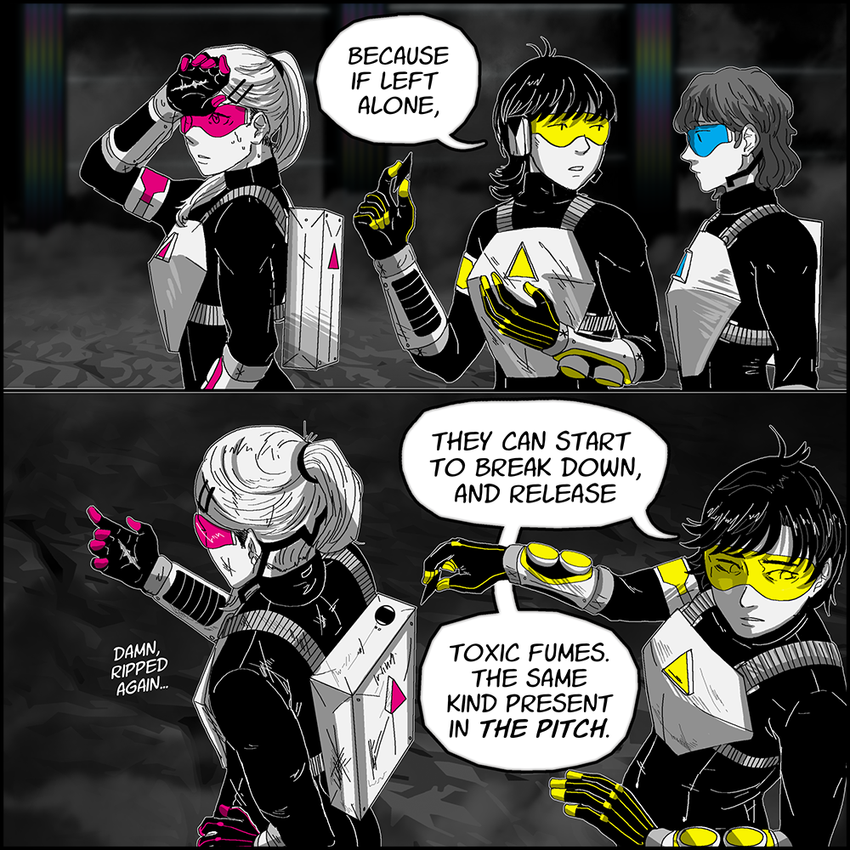 BECAUSE
IF LEFT
ALONE,
THEY CAN START
TO BREAK DOWN,
AND RELEASE
TOXIC FUMES.
THE SAME
KIND PRESENT
IN THE PITCH.
DAMN,
RIPPED
AGAIN...